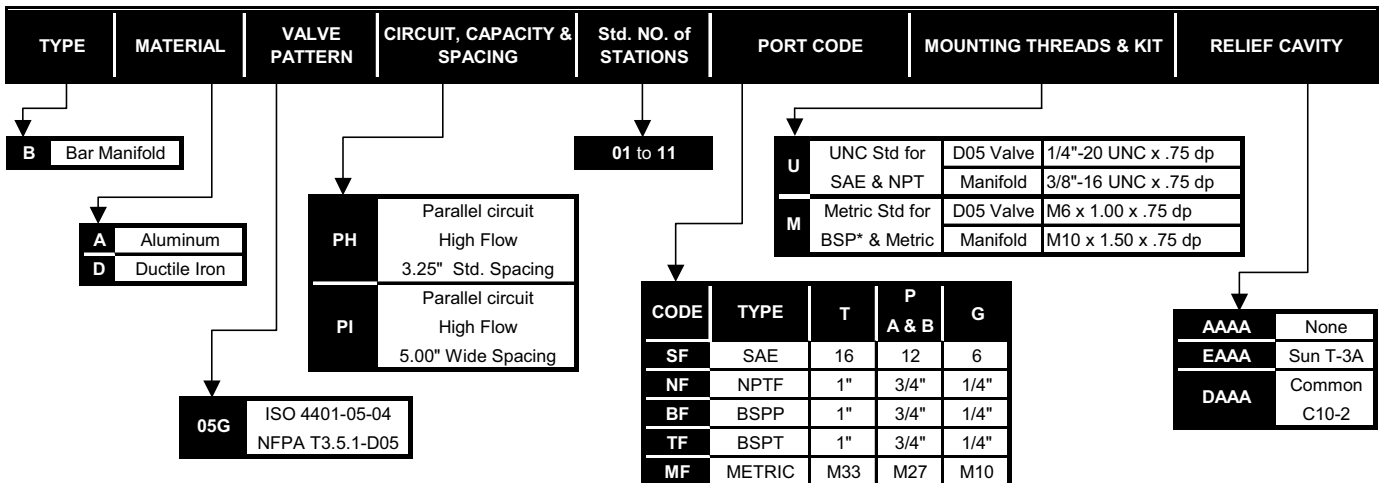 TYPE
MATERIAL
VALVE
PATTERN
CIRCUIT, CAPACITY &
SPACING
Std. NO. of
STATIONS
PORT CODE
MOUNTING THREADS & KIT
RELIEF CAVITY
B Bar Manifold
A Aluminum
D Ductile Iron
05G
ISO 4401-05-04
NFPA T3.5.1-D05
PH
Parallel circuit
High Flow
3.25" Std. Spacing
PI
Parallel circuit
High Flow
5.00" Wide Spacing
01 to 11
CODE TYPE T P A & B G
SF SAE 16 12 6
NF NPTF 1" 3/4" 1/4"
BF BSPP 1" 3/4" 1/4"
TF BSPT 1" 3/4" 1/4"
MF METRIC M33 M27 M10
U
UNC Std for D05 Valve 1/4"-20 UNC x .75 dp
SAE & NPT Manifold 3/8"-16 UNC x .75 dp
M
Metric Std for D05 Valve M6 x 1.00 x .75 dp
BSP* & Metric Manifold M10 x 1.50 x .75 dp
AAAA None
EAAA Sun T-3A
DAAA
Common
C10-2